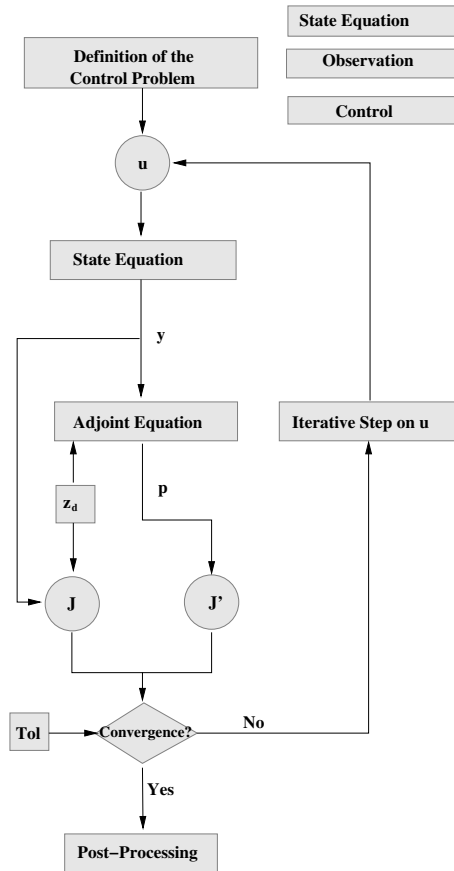 State Equation
Observation
Control
Definition of the
Control Problem
u
State Equation
y
Adjoint Equation
Iterative Step on u
p
z_d
J
J'
Tol
Convergence?
No
Yes
Post−Processing